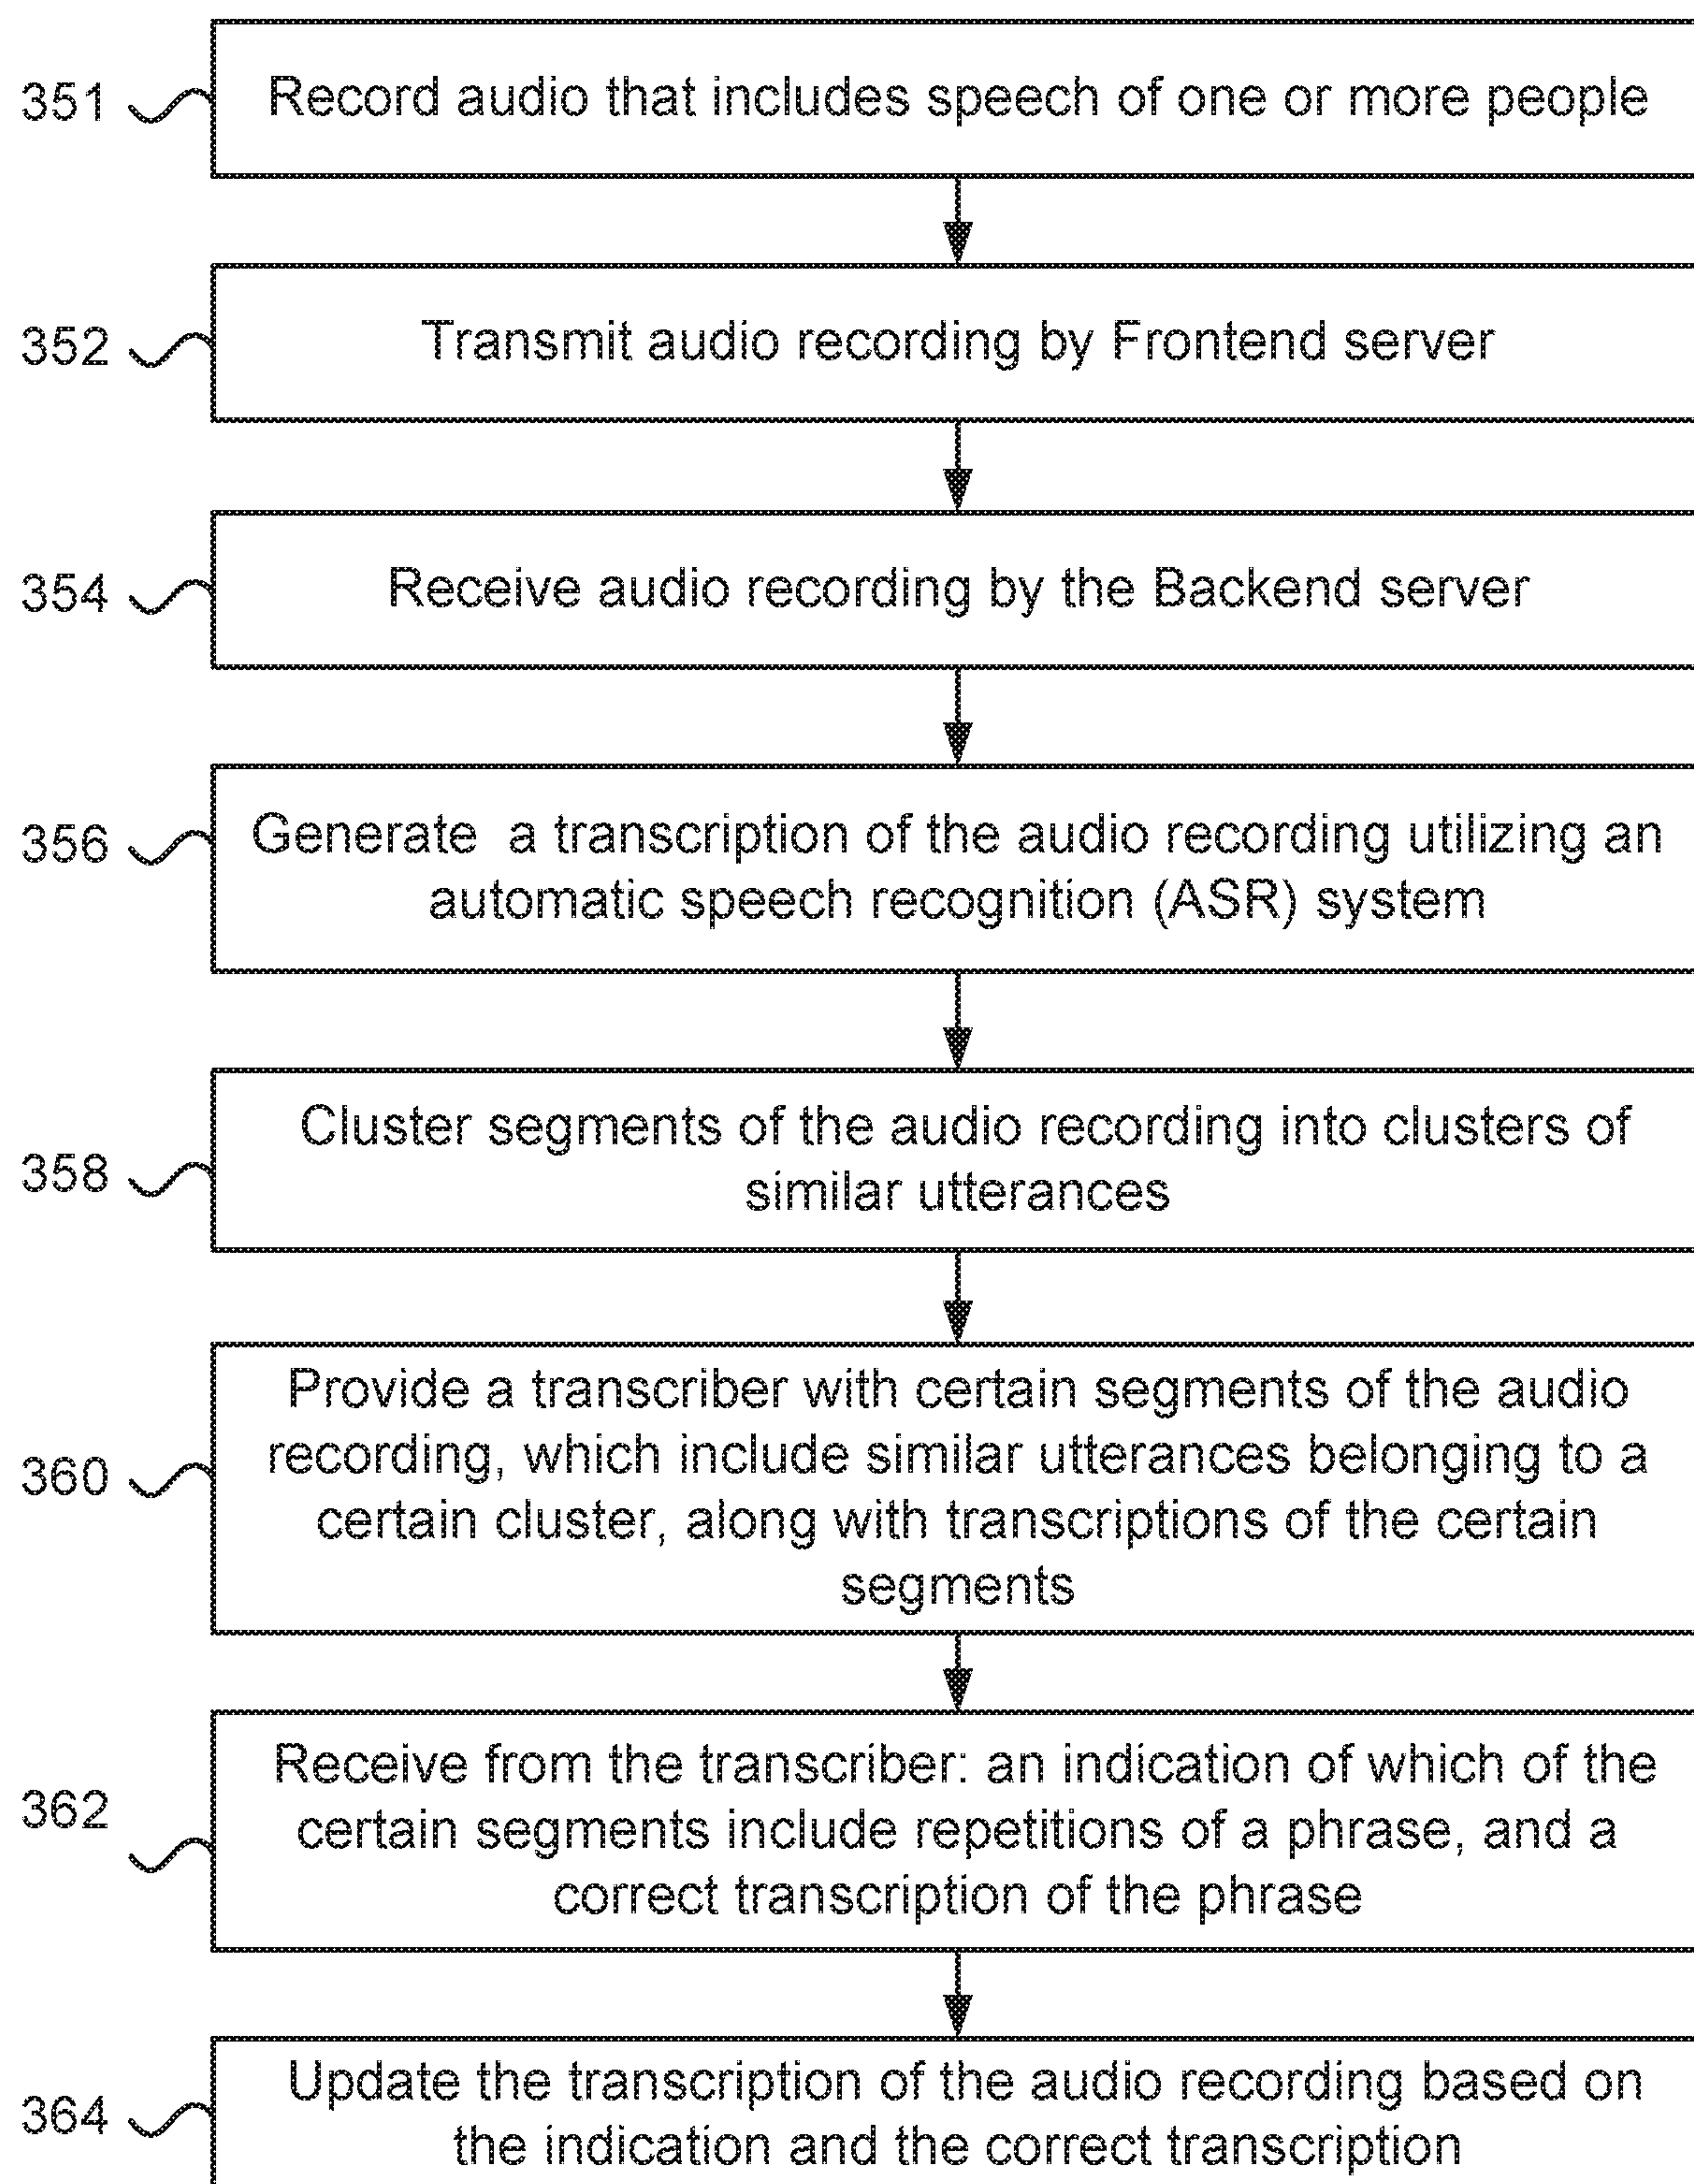 351
Record audio that includes speech of one or more people
352
Transmit audio recording by Frontend server
354
Receive audio recording by the Backend server
356
Generate a transcription of the audio recording utilizing an
automatic speech recognition (ASR) system
358
Cluster segments of the audio recording into clusters of
similar utterances
360
Provide a transcriber with certain segments of the audio
recording, which include similar utterances belonging to a
certain cluster, along with transcriptions of the certain
segments
362
Receive from the transcriber: an indication of which of the
certain segments include repetitions of a phrase, and a
correct transcription of the phrase
364
Update the transcription of the audio recording based on
the indication and the correct transcription